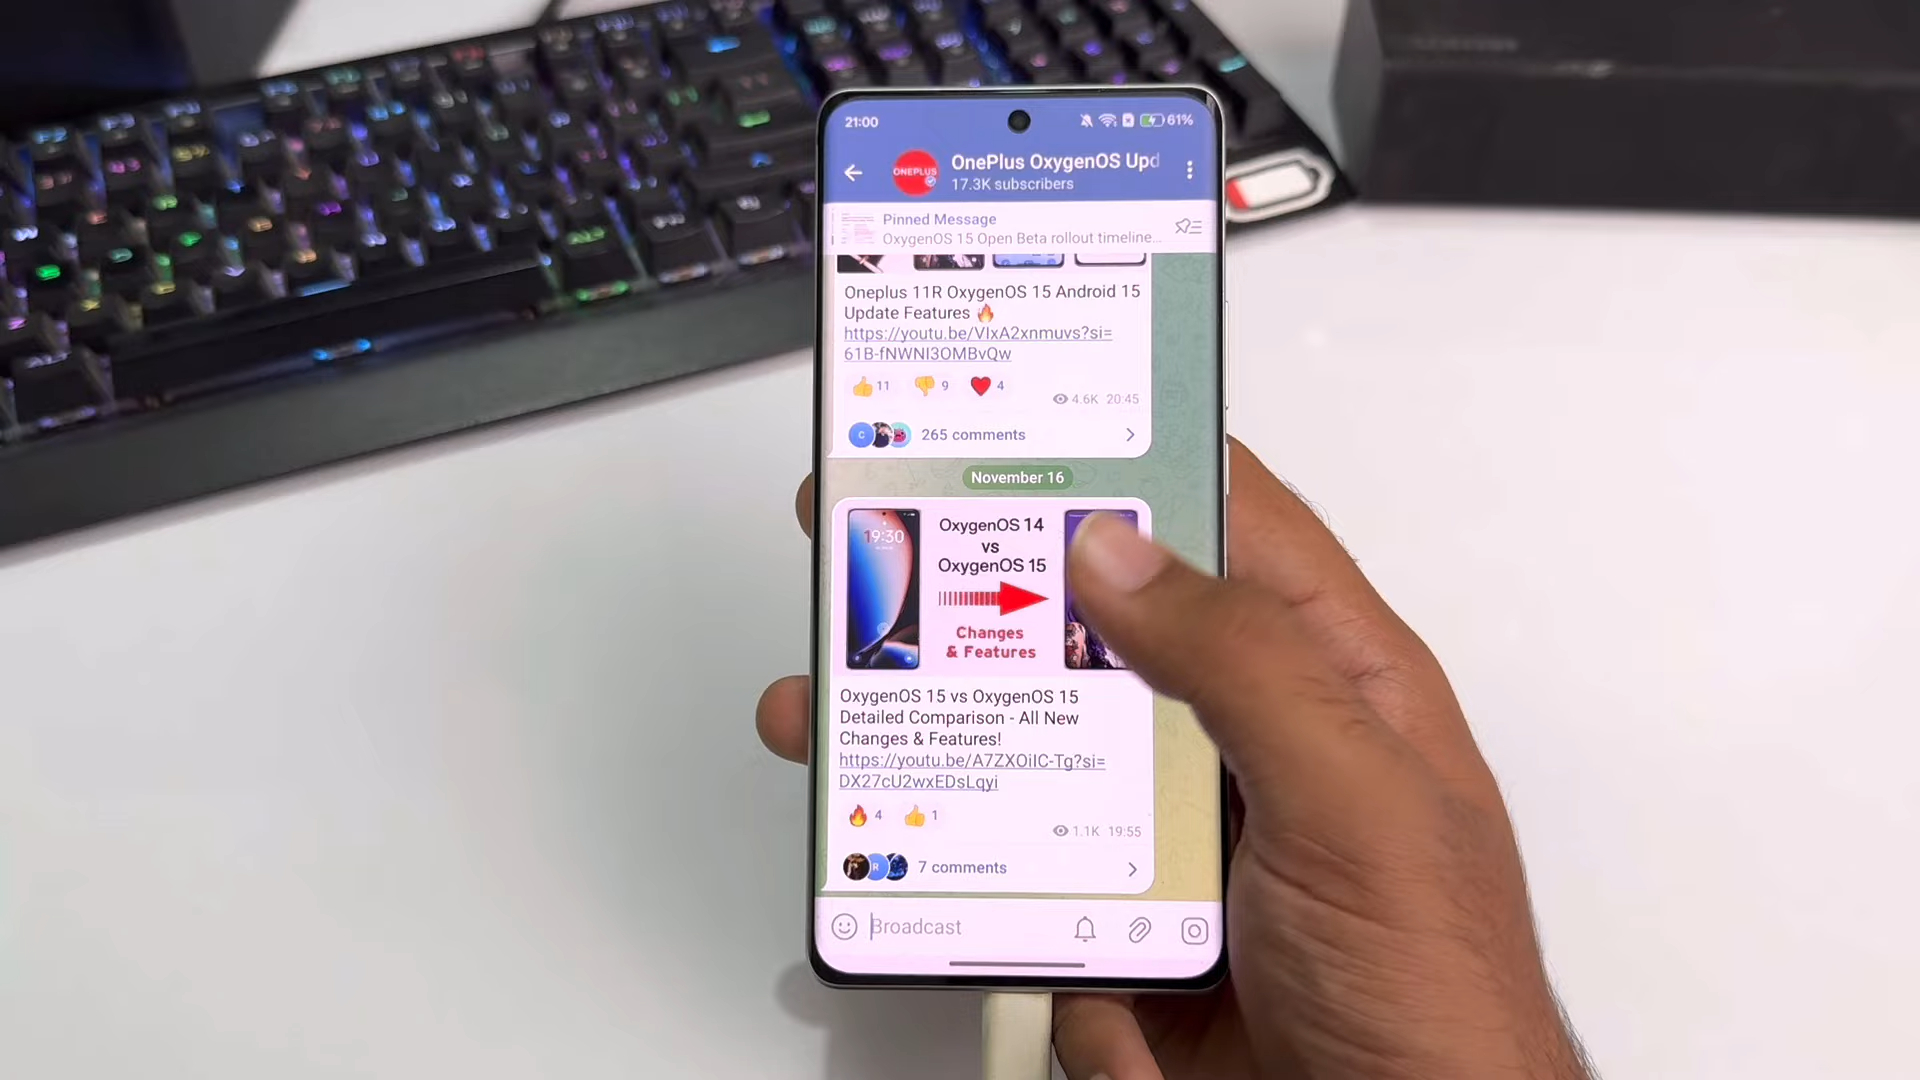 21:00
61%
ONEPLUS
OnePlus OxygenOS Upd
17.3K subscribers
Pinned Message
OxygenOS 15 Open Beta rollout timeline...
Oneplus 11R OxygenOS 15 Android 15
Update Features 🔥
https://youtu.be/VIxA2xnmuvs?si=
61B-fNWNI3OMBvQw
👍 11 👎 9 ❤️ 4
4.6K 20:45
C
265 comments
November 16
19:30
OxygenOS 14
vs
OxygenOS 15
Changes
& Features
OxygenOS 15 vs OxygenOS 15
Detailed Comparison - All New
Changes & Features!
https://youtu.be/A7ZXOiIC-Tg?si=
DX27cU2wxEDsLqyi
🔥 4 👍 1
1.1K 19:55
R
7 comments
Broadcast